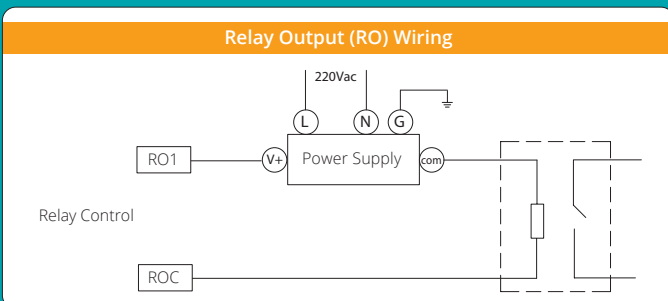 Relay Output (RO) Wiring
220Vac
L N G
RO1 V+ Power Supply com
Relay Control
ROC